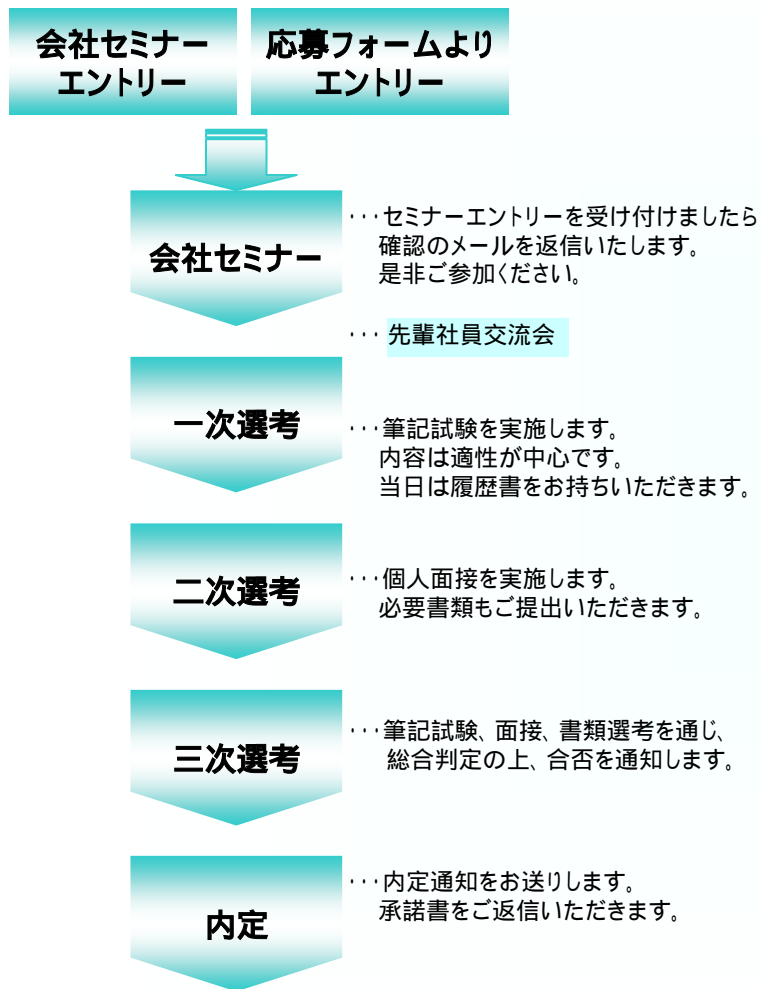 会社セミナー
エントリー
応募フォームより
エントリー
会社セミナー
･･･セミナーエントリーを受け付けましたら
確認のメールを返信いたします。
是非ご参加ください。
･･･ 先輩社員交流会
一次選考
･･･筆記試験を実施します。
内容は適性が中心です。
当日は履歴書をお持ちいただきます。
二次選考
･･･個人面接を実施します。
必要書類もご提出いただきます。
三次選考
･･･筆記試験、面接、書類選考を通じ、
総合判定の上、合否を通知します。
内定
･･･内定通知をお送りします。
承諾書をご返信いただきます。